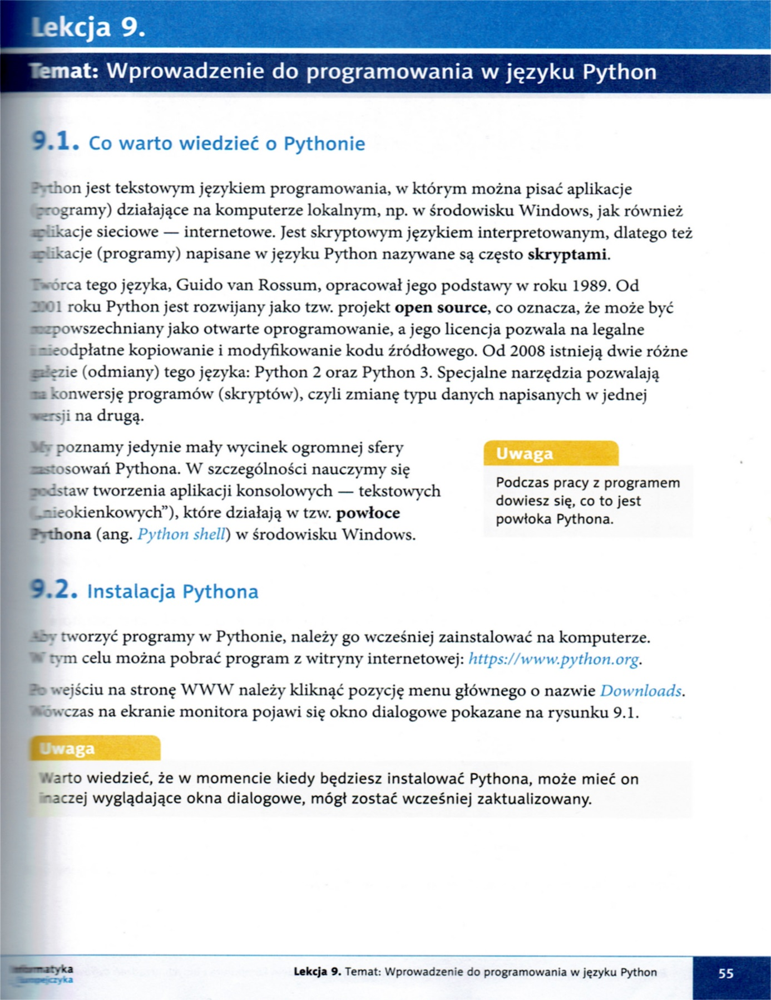 Lekcja 9.
Temat: Wprowadzenie do programowania w języku Python
9.1. Co warto wiedzieć o Pythonie
Python jest tekstowym językiem programowania, w którym można pisać aplikacje
(programy) działające na komputerze lokalnym, np. w środowisku Windows, jak również
aplikacje sieciowe — internetowe. Jest skryptowym językiem interpretowanym, dlatego też
aplikacje (programy) napisane w języku Python nazywane są często skryptami.
Twórca tego języka, Guido van Rossum, opracował jego podstawy w roku 1989. Od
2001 roku Python jest rozwijany jako tzw. projekt open source, co oznacza, że może być
rozpowszechniany jako otwarte oprogramowanie, a jego licencja pozwala na legalne
i nieodpłatne kopiowanie i modyfikowanie kodu źródłowego. Od 2008 istnieją dwie różne
gałęzie (odmiany) tego języka: Python 2 oraz Python 3. Specjalne narzędzia pozwalają
na konwersję programów (skryptów), czyli zmianę typu danych napisanych w jednej
wersji na drugą.
My poznamy jedynie mały wycinek ogromnej sfery
zastosowań Pythona. W szczególności nauczymy się
podstaw tworzenia aplikacji konsolowych — tekstowych
(„nieokienkowych”), które działają w tzw. powłoce
Pythona (ang. Python shell) w środowisku Windows.
Uwaga
Podczas pracy z programem
dowiesz się, co to jest
powłoka Pythona.
9.2. Instalacja Pythona
Aby tworzyć programy w Pythonie, należy go wcześniej zainstalować na komputerze.
W tym celu można pobrać program z witryny internetowej: https://www.python.org.
Po wejściu na stronę WWW należy kliknąć pozycję menu głównego o nazwie Downloads.
Wówczas na ekranie monitora pojawi się okno dialogowe pokazane na rysunku 9.1.
Uwaga
Warto wiedzieć, że w momencie kiedy będziesz instalować Pythona, może mieć on
inaczej wyglądające okna dialogowe, mógł zostać wcześniej zaktualizowany.
Informatyka
Europejczyka
Lekcja 9. Temat: Wprowadzenie do programowania w języku Python
55